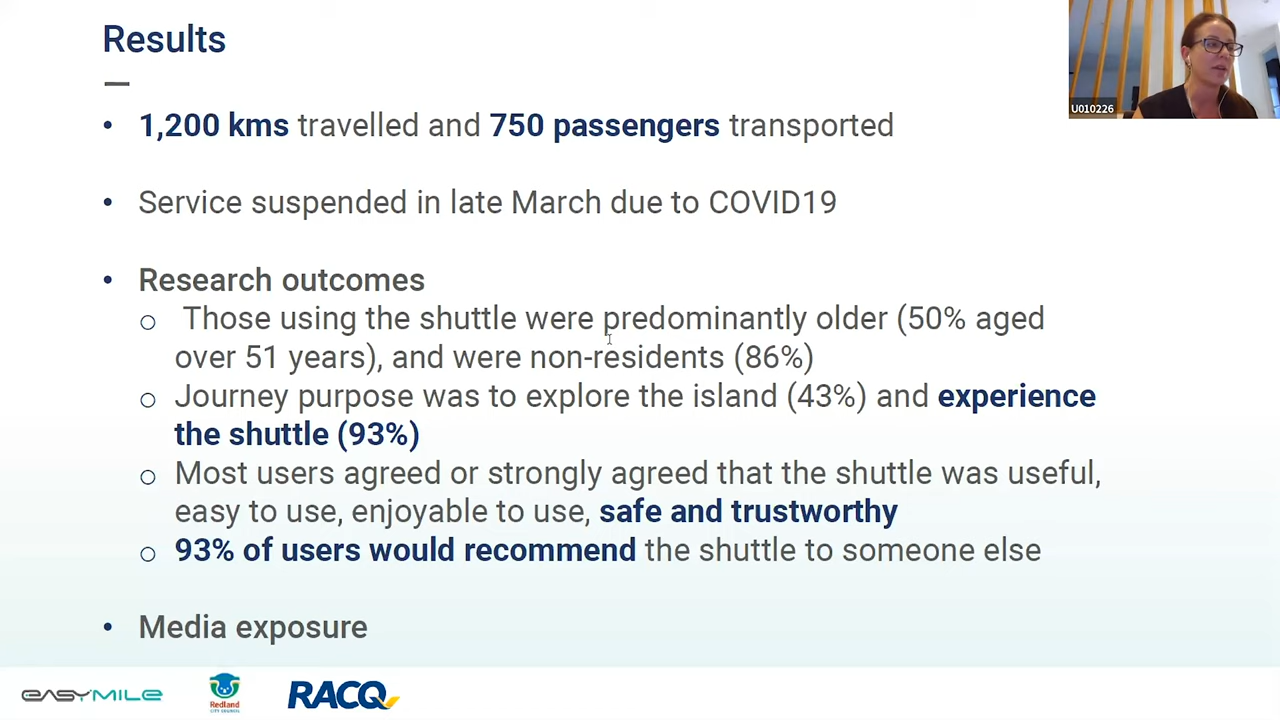 Results
U010226
• 1,200 kms travelled and 750 passengers transported
• Service suspended in late March due to COVID19
• Research outcomes
○ Those using the shuttle were predominantly older (50% aged
over 51 years), and were non-residents (86%)
○ Journey purpose was to explore the island (43%) and experience
the shuttle (93%)
○ Most users agreed or strongly agreed that the shuttle was useful,
easy to use, enjoyable to use, safe and trustworthy
○ 93% of users would recommend the shuttle to someone else
• Media exposure
EASYMILE
Redland
CITY COUNCIL
RACQ